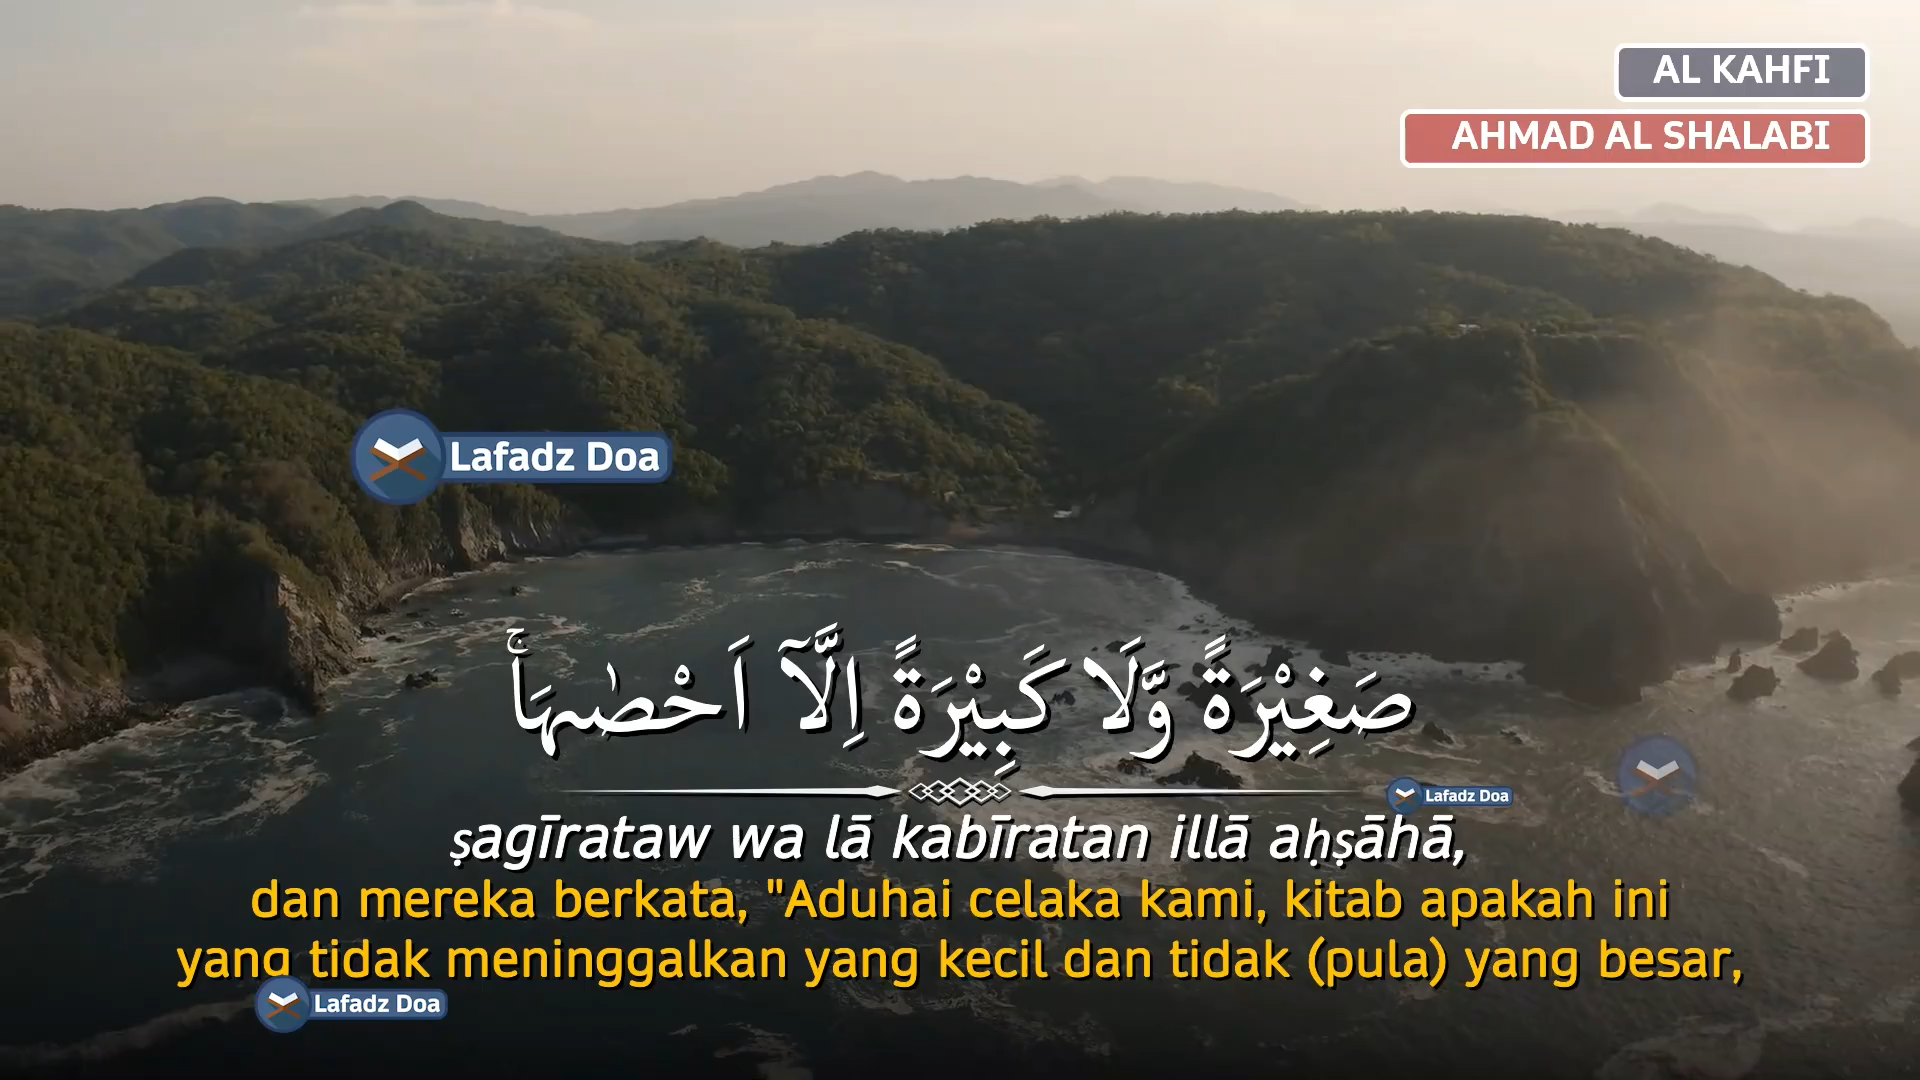 AL KAHFI
AHMAD AL SHALABI
Lafadz Doa
صَغِيْرَةً وَّلَا كَبِيْرَةً اِلَّآ اَحْصٰىهَاۚ
Lafadz Doa
ṣagīrataw wa lā kabīratan illā aḥṣāhā,
dan mereka berkata, "Aduhai celaka kami, kitab apakah ini
yang tidak meninggalkan yang kecil dan tidak (pula) yang besar,
Lafadz Doa